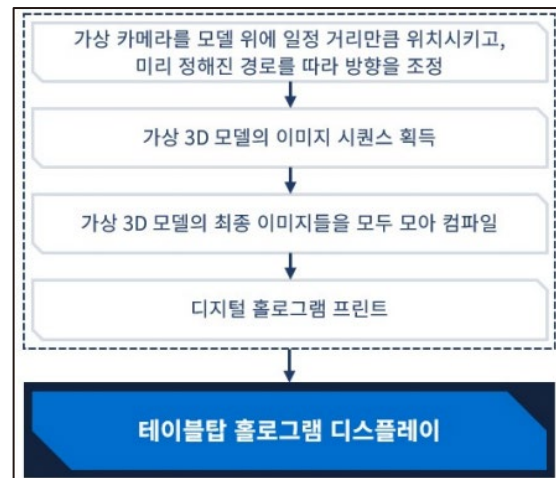 가상 카메라를 모델 위에 일정 거리만큼 위치시키고,
미리 정해진 경로를 따라 방향을 조정
가상 3D 모델의 이미지 시퀀스 획득
가상 3D 모델의 최종 이미지들을 모두 모아 컴파일
디지털 홀로그램 프린트
테이블탑 홀로그램 디스플레이